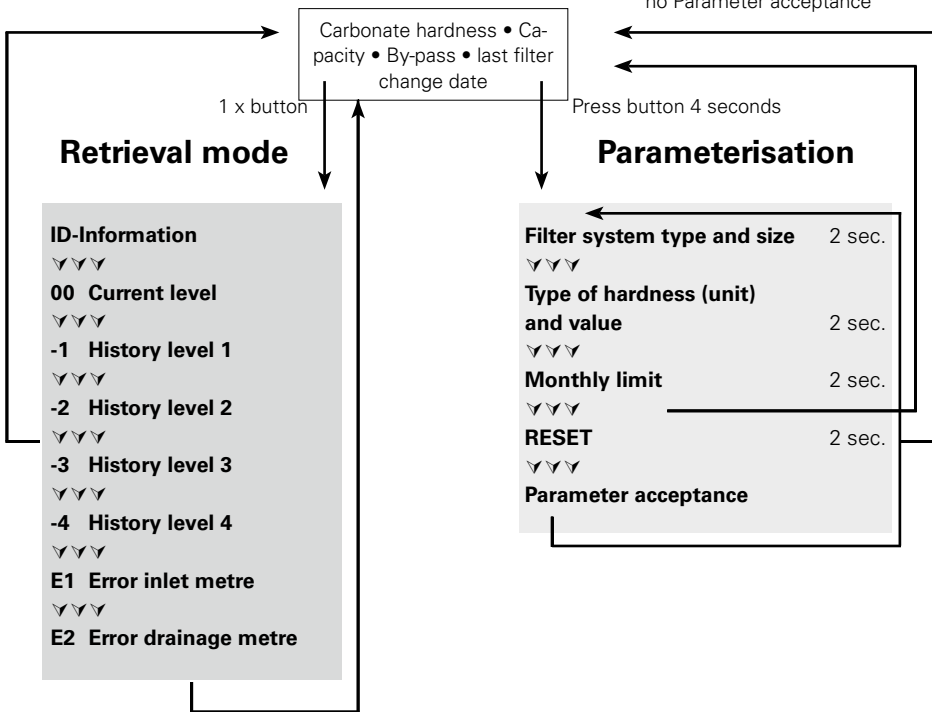 no Parameter acceptance
Carbonate hardness • Ca-
pacity • By-pass • last filter
change date
1 x button
Press button 4 seconds
Retrieval mode
Parameterisation
ID-Information
00 Current level
-1 History level 1
-2 History level 2
-3 History level 3
-4 History level 4
E1 Error inlet metre
E2 Error drainage metre
Filter system type and size 2 sec.
Type of hardness (unit)
and value 2 sec.
Monthly limit 2 sec.
RESET 2 sec.
Parameter acceptance